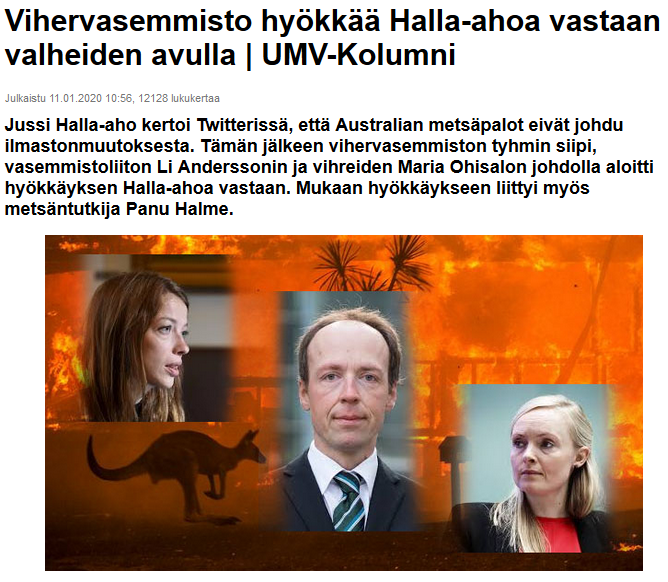 Vihervasemmisto hyökkää Halla-ahoa vastaan
valheiden avulla | UMV-Kolumni
Julkaistu 11.01.2020 10:56, 12128 lukukertaa
Jussi Halla-aho kertoi Twitterissä, että Australian metsäpalot eivät johdu
ilmastonmuutoksesta. Tämän jälkeen vihervasemmiston tyhmin siipi,
vasemmistoliiton Li Anderssonin ja vihreiden Maria Ohisalon johdolla aloitti
hyökkäyksen Halla-ahoa vastaan. Mukaan hyökkäykseen liittyi myös
metsäntutkija Panu Halme.